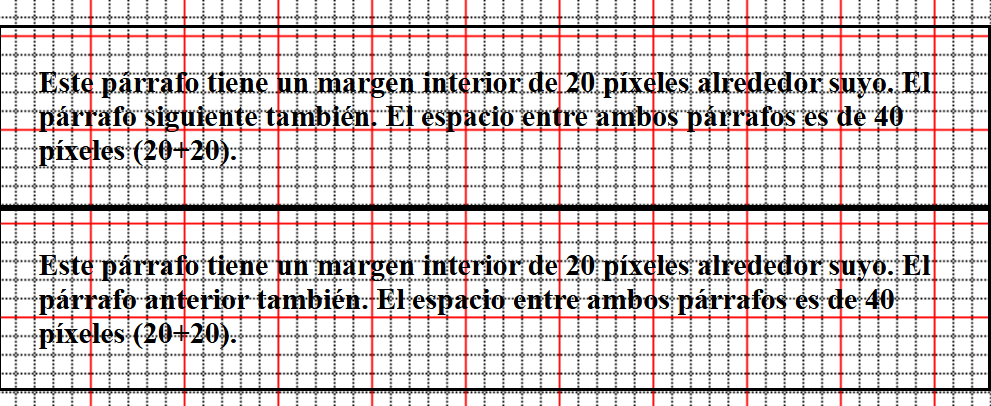 Este párrafo tiene un margen interior de 20 píxeles alrededor suyo. El
párrafo siguiente también. El espacio entre ambos párrafos es de 40
píxeles (20+20).
Este párrafo tiene un margen interior de 20 píxeles alrededor suyo. El
párrafo anterior también. El espacio entre ambos párrafos es de 40
píxeles (20+20).